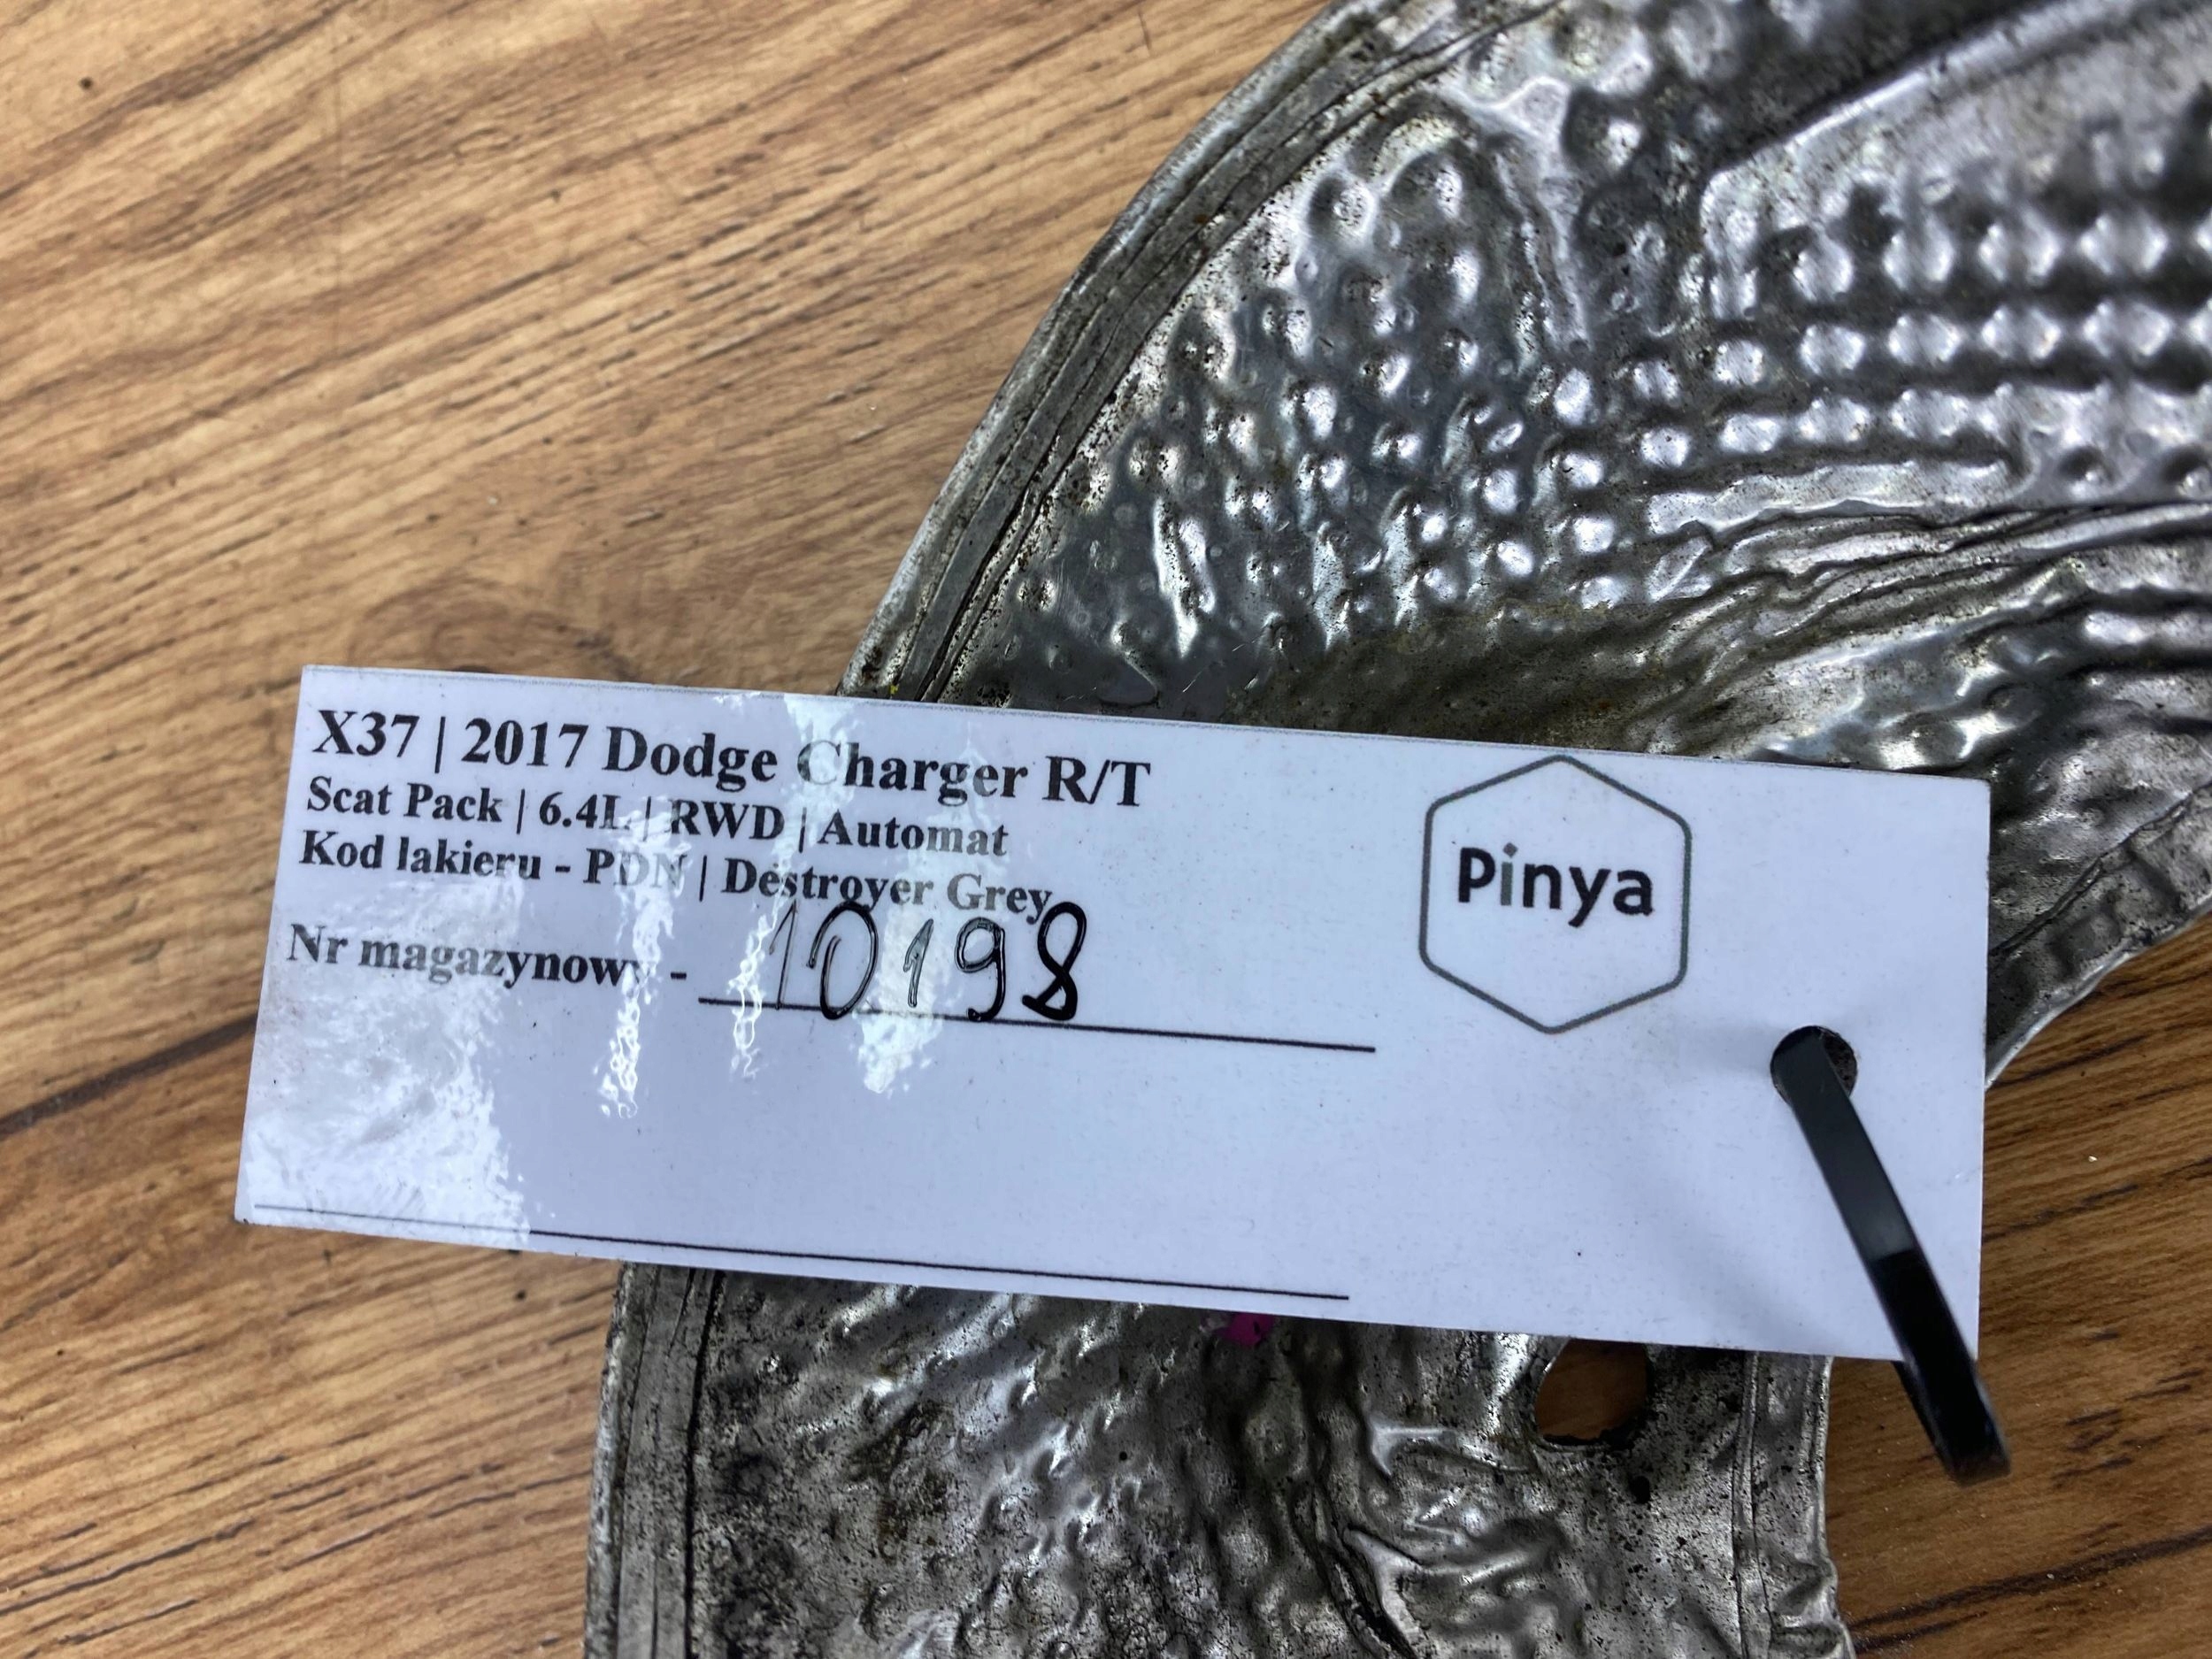 X37 | 2017 Dodge Charger R/T
Scat Pack | 6.4L | RWD | Automat
Kod lakieru - PDN | Destroyer Grey
Nr magazynowy - 10198
Pinya